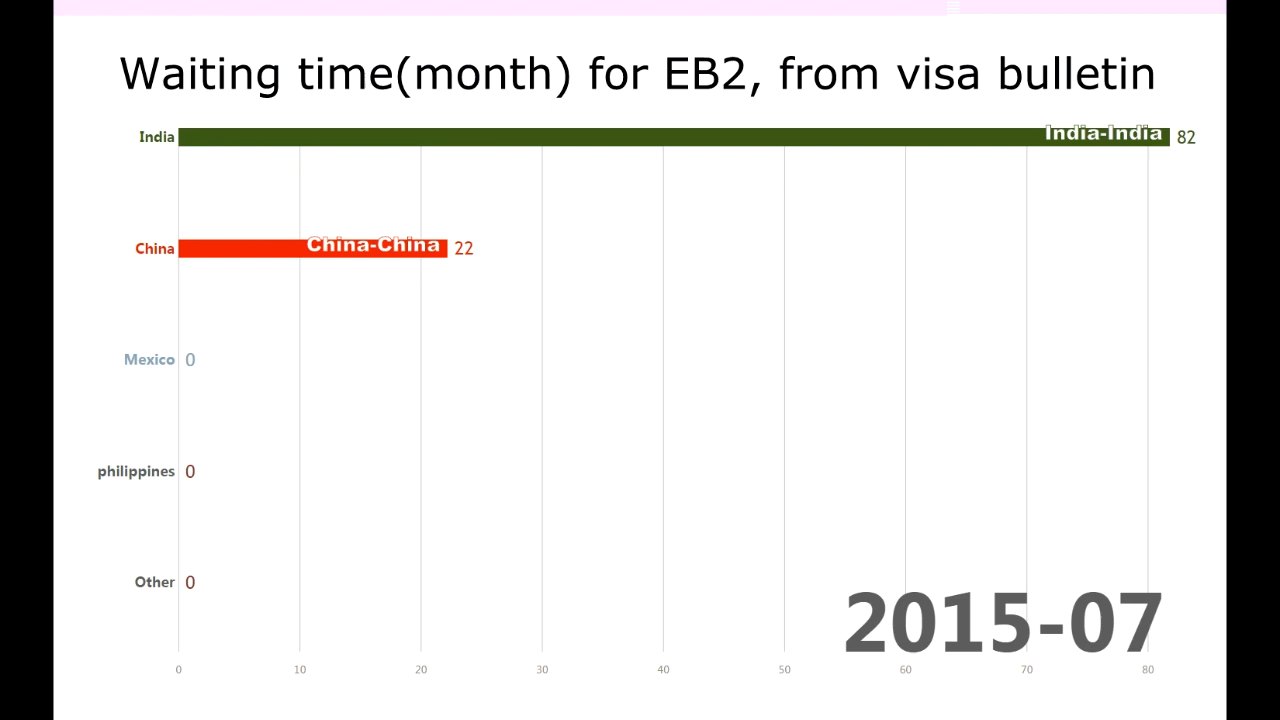 Waiting time(month) for EB2, from visa bulletin
India India-India 82
China China-China 22
Mexico 0
philippines 0
Other 0
2015-07
0 10 20 30 40 50 60 70 80